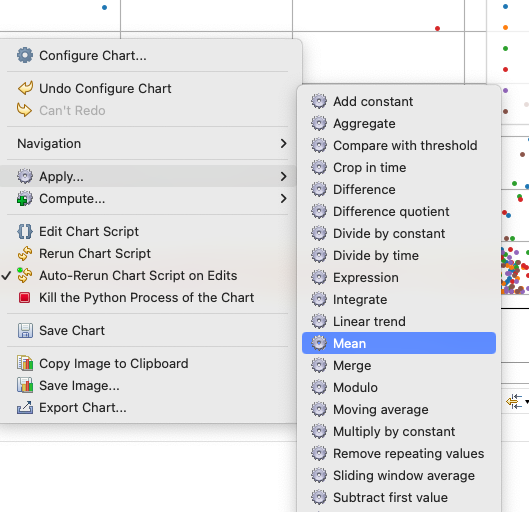 Configure Chart...
Undo Configure Chart
Can't Redo
Navigation
Apply...
Compute...
Edit Chart Script
Rerun Chart Script
Auto-Rerun Chart Script on Edits
Kill the Python Process of the Chart
Save Chart
Copy Image to Clipboard
Save Image...
Export Chart...
Add constant
Aggregate
Compare with threshold
Crop in time
Difference
Difference quotient
Divide by constant
Divide by time
Expression
Integrate
Linear trend
Mean
Merge
Modulo
Moving average
Multiply by constant
Remove repeating values
Sliding window average
Subtract first value